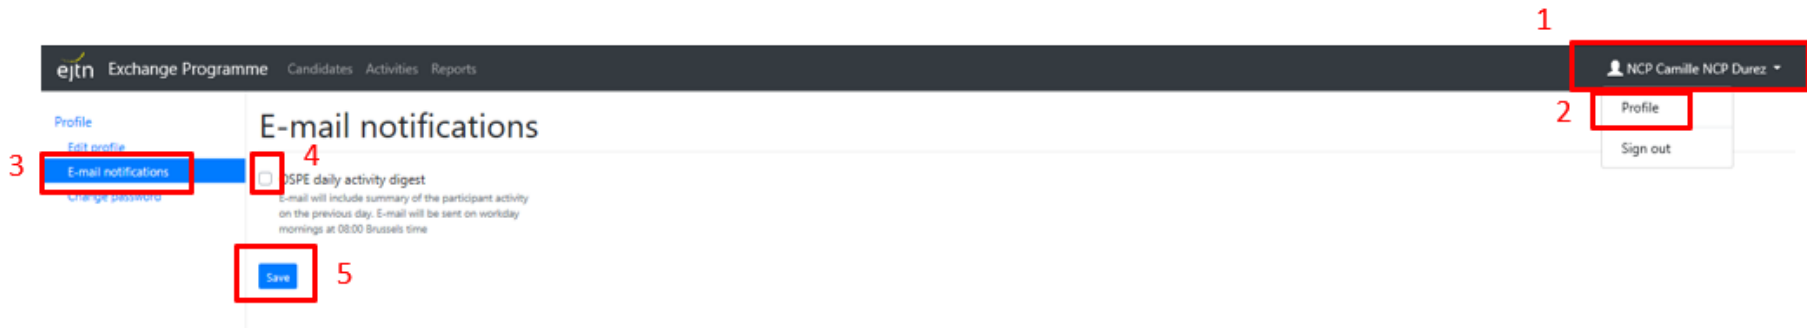 1
ejtn Exchange Programme Candidates Activities Reports NCP Camille NCP Durez
2 Profile
Sign out
Profile
Edit profile
3 E-mail notifications
Change password
E-mail notifications
4
OSPE daily activity digest
E-mail will include summary of the participant activity
on the previous day. E-mail will be sent on workday
mornings at 08:00 Brussels time
Save 5